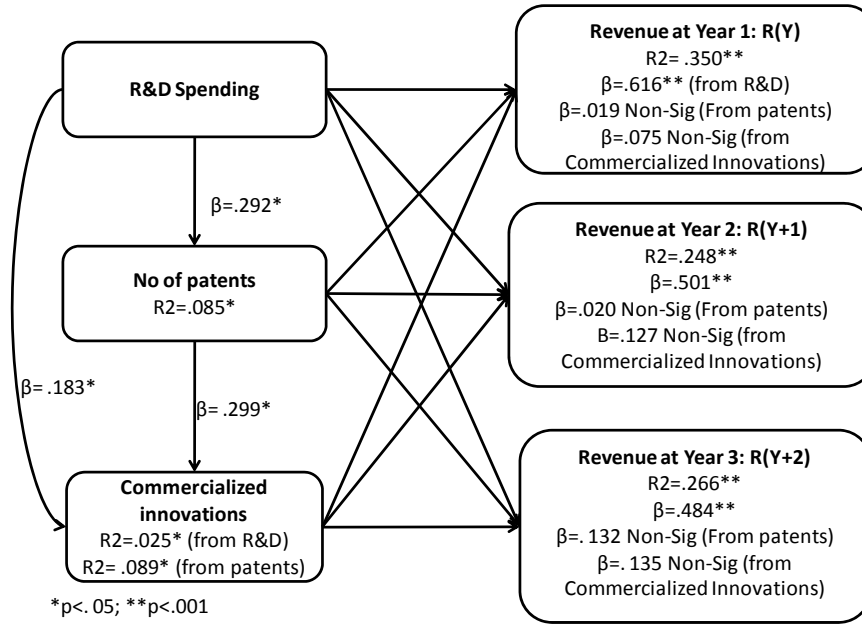 R&D Spending
β=.292*
No of patents
R2=.085*
β= .183*
β=.299*
Commercialized
innovations
R2=.025* (from R&D)
R2= .089* (from patents)
*p<. 05; **p<.001
Revenue at Year 1: R(Y)
R2= .350**
β=.616** (from R&D)
β=.019 Non-Sig (From patents)
β=.075 Non-Sig (from
Commercialized Innovations)
Revenue at Year 2: R(Y+1)
R2=.248**
β=.501**
β=.020 Non-Sig (From patents)
B=.127 Non-Sig (from
Commercialized Innovations)
Revenue at Year 3: R(Y+2)
R2=.266**
β=.484**
β=. 132 Non-Sig (From patents)
β=. 135 Non-Sig (from
Commercialized Innovations)